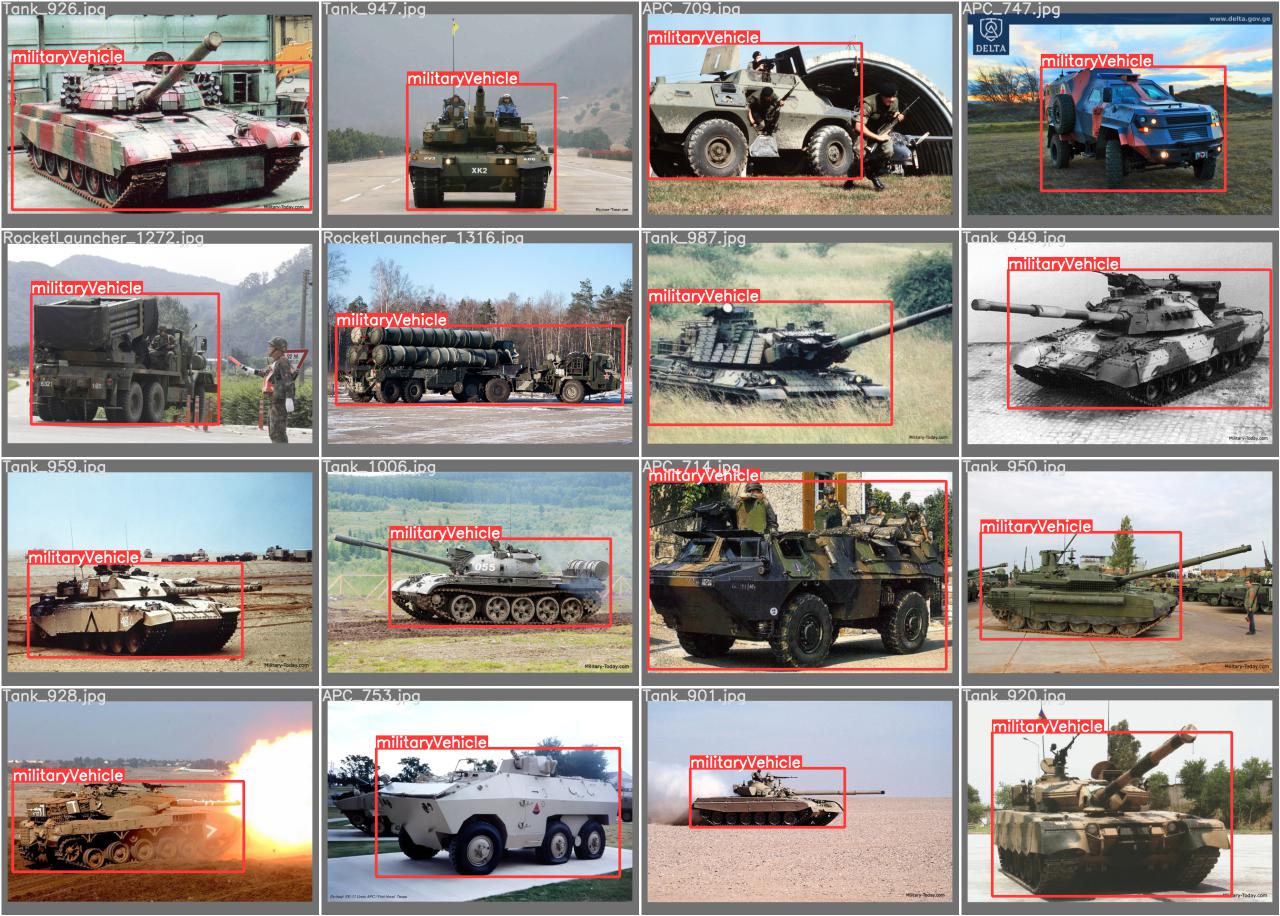 Tank_926.jpg
militaryVehicle
Military-Today.com
Tank_947.jpg
militaryVehicle
XK2
Military-Today.com
APC_709.jpg
militaryVehicle
1
APC_747.jpg
www.delta.gov.ge
DELTA
militaryVehicle
RocketLauncher_1272.jpg
militaryVehicle
RocketLauncher_1316.jpg
militaryVehicle
Tank_987.jpg
militaryVehicle
Military-Today.com
Tank_949.jpg
militaryVehicle
Military-Today.com
Tank_959.jpg
militaryVehicle
Military-Today.com
Tank_1006.jpg
militaryVehicle
055
Military-Today.com
APC_714.jpg
militaryVehicle
Tank_950.jpg
militaryVehicle
Military-Today.com
Tank_928.jpg
militaryVehicle
APC_753.jpg
militaryVehicle
Tank_901.jpg
militaryVehicle
Military-Today.com
Tank_920.jpg
militaryVehicle
Military-Today.com